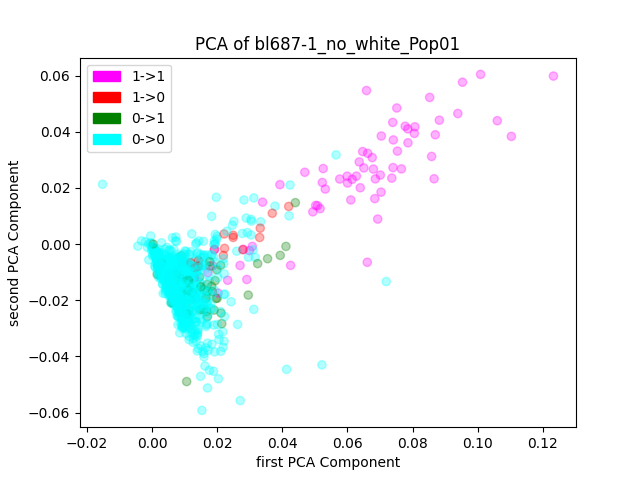 PCA of bl687-1_no_white_Pop01
1->1
1->0
0->1
0->0
0.06
0.04
0.02
0.00
−0.02
−0.04
−0.06
second PCA Component
−0.02 0.00 0.02 0.04 0.06 0.08 0.10 0.12
first PCA Component